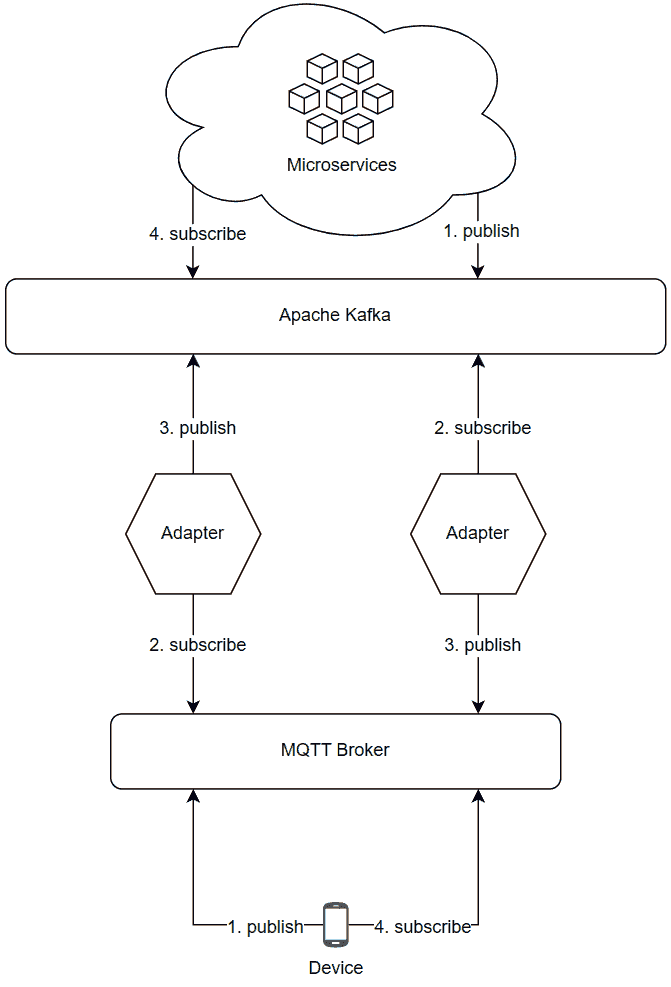 Microservices
4. subscribe
1. publish
Apache Kafka
3. publish
2. subscribe
Adapter
Adapter
2. subscribe
3. publish
MQTT Broker
1. publish
4. subscribe
Device